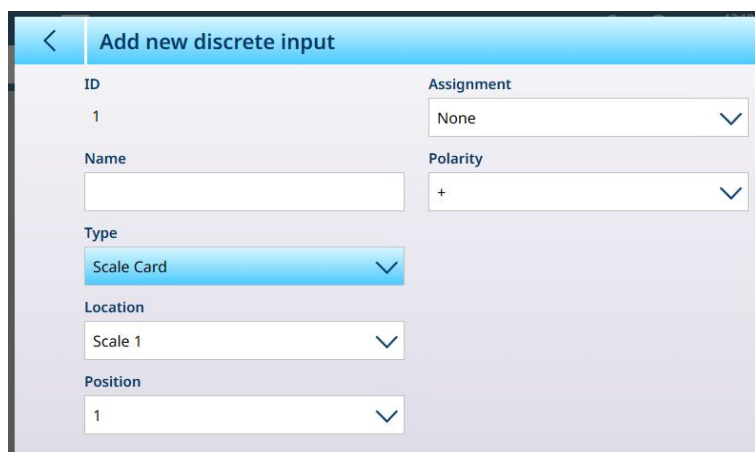 Add new discrete input
ID
1
Name
Type
Scale Card
Location
Scale 1
Position
1
Assignment
None
Polarity
+